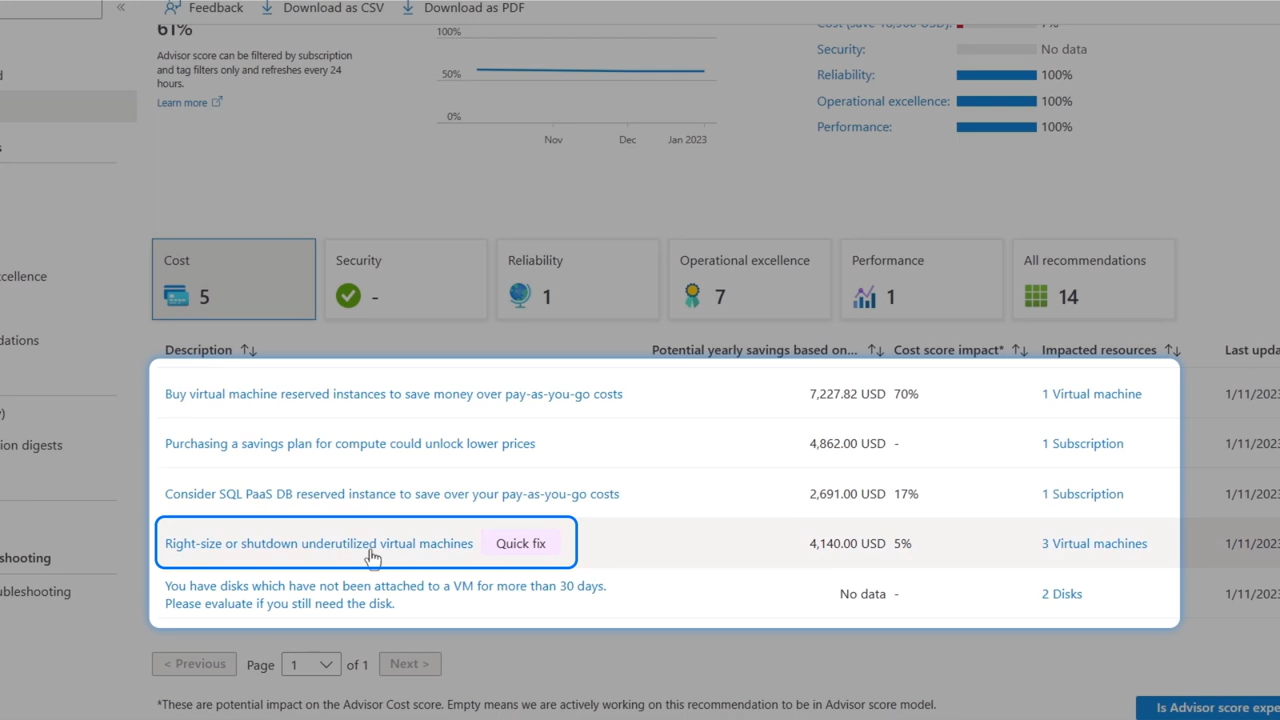 «
Feedback
Download as CSV
Download as PDF
61%
100%
50%
0%
Nov
Dec
Jan 2023
Advisor score can be filtered by subscription
and tag filters only and refreshes every 24
hours.
Learn more
Security:
No data
Reliability:
100%
Operational excellence:
100%
Performance:
100%
Cost
5
Security
-
Reliability
1
Operational excellence
7
Performance
1
All recommendations
14
Description
Potential yearly savings based on...
Cost score impact*
Impacted resources
Last upda
Buy virtual machine reserved instances to save money over pay-as-you-go costs
7,227.82 USD
70%
1 Virtual machine
1/11/2023
Purchasing a savings plan for compute could unlock lower prices
4,862.00 USD
-
1 Subscription
1/11/2023
Consider SQL PaaS DB reserved instance to save over your pay-as-you-go costs
2,691.00 USD
17%
1 Subscription
1/11/2023
Right-size or shutdown underutilized virtual machines
Quick fix
4,140.00 USD
5%
3 Virtual machines
1/11/2023
You have disks which have not been attached to a VM for more than 30 days.
Please evaluate if you still need the disk.
No data
-
2 Disks
1/11/2023
< Previous
Page
1
of 1
Next >
*These are potential impact on the Advisor Cost score. Empty means we are actively working on this recommendation to be in Advisor score model.
Is Advisor score expe
d
s
xcellence
dations
y)
ion digests
shooting
ubleshooting